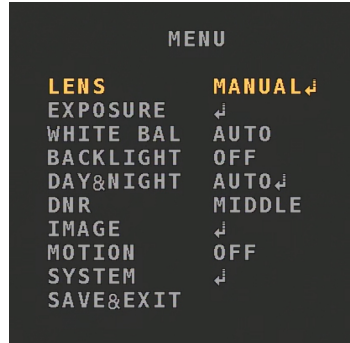 MENU
LENS MANUAL↲
EXPOSURE ↲
WHITE BAL AUTO
BACKLIGHT OFF
DAY&NIGHT AUTO↲
DNR MIDDLE
IMAGE ↲
MOTION OFF
SYSTEM ↲
SAVE&EXIT